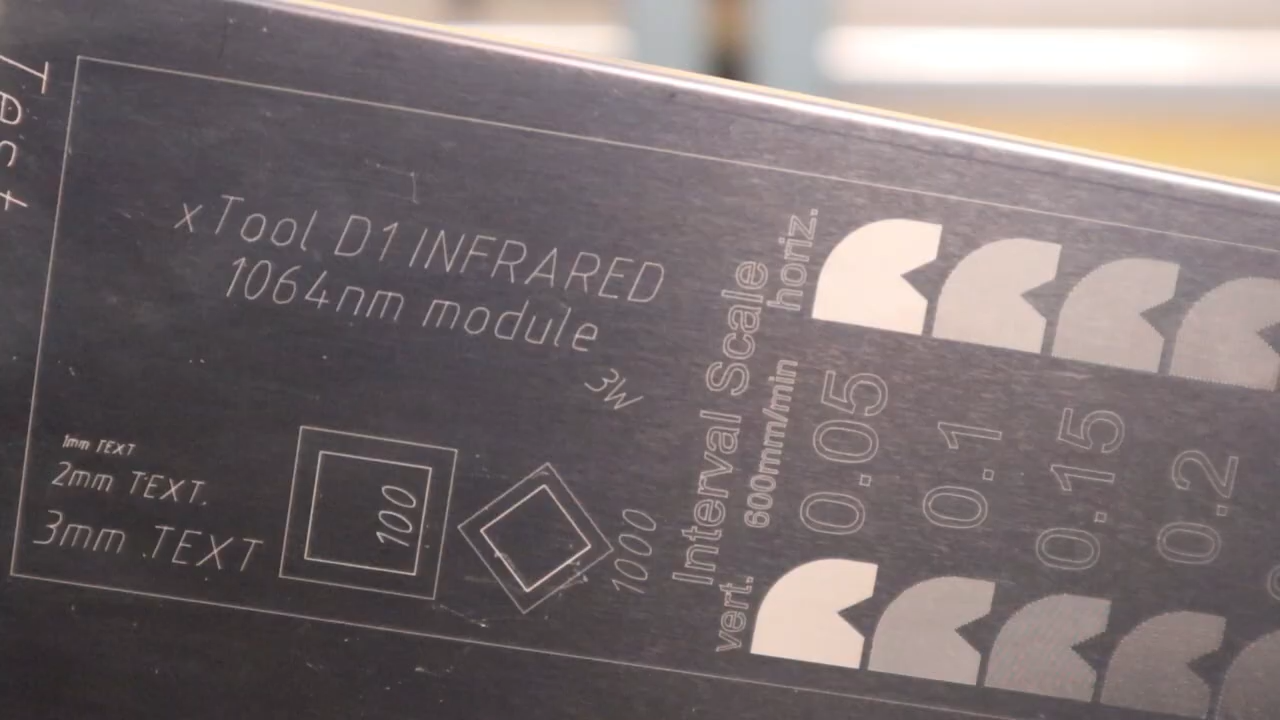 Test
xTool D1 INFRARED
1064nm module
3W
1mm TEXT
2mm TEXT.
3mm TEXT
100
1000
Interval Scale
600mm/min
horiz.
vert.
0.05
0.1
0.15
0.2